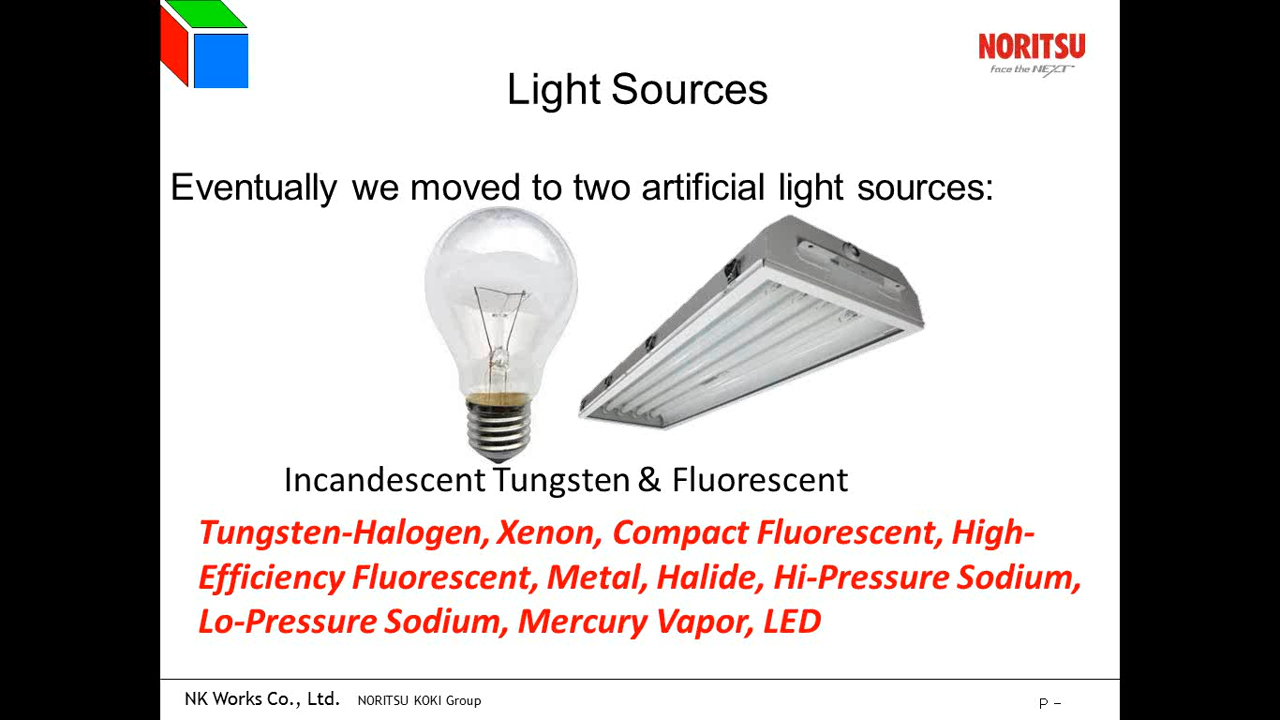 NORITSU
face the NEXT™
Light Sources
Eventually we moved to two artificial light sources:
Incandescent Tungsten & Fluorescent
Tungsten-Halogen, Xenon, Compact Fluorescent, High-
Efficiency Fluorescent, Metal, Halide, Hi-Pressure Sodium,
Lo-Pressure Sodium, Mercury Vapor, LED
NK Works Co., Ltd. NORITSU KOKI Group
P –